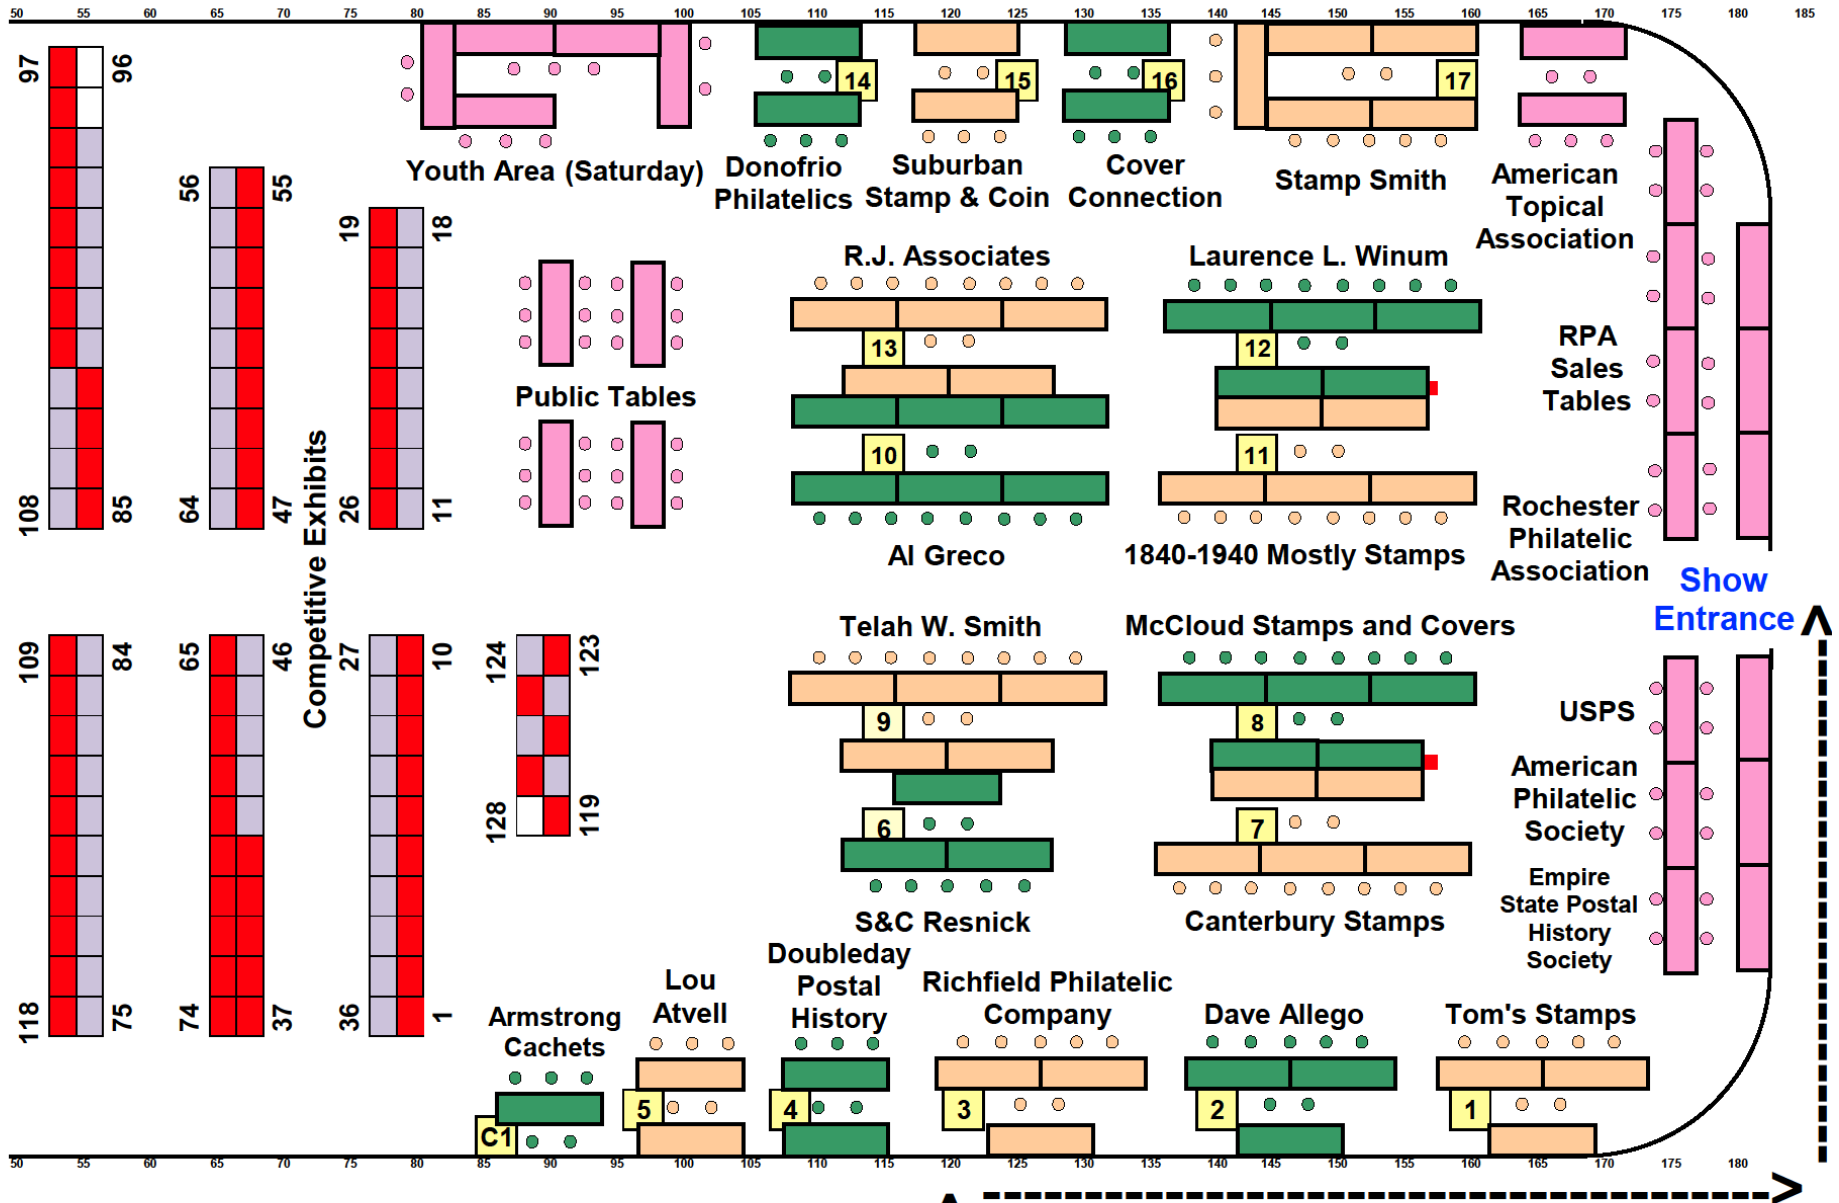 50 55 60 65 70 75 80 85 90 95 100 105 110 115 120 125 130 140 145 150 155 160 165 170 175 180 185
97
96
14
15
16
17
Youth Area (Saturday)
Donofrio
Philatelics
Suburban
Stamp & Coin
Cover
Connection
Stamp Smith
American
Topical
Association
56
55
19
18
R.J. Associates
Laurence L. Winum
13
12
RPA
Sales
Tables
Public Tables
10
11
108
85
64
47
26
11
Competitive Exhibits
Al Greco
1840-1940 Mostly Stamps
Rochester
Philatelic
Association
Show
Entrance
109
84
65
46
27
10
124
123
Telah W. Smith
McCloud Stamps and Covers
9
8
USPS
American
Philatelic
Society
128
119
6
7
Empire
State Postal
History
Society
S&C Resnick
Canterbury Stamps
118
75
74
37
36
1
Armstrong
Cachets
Lou
Atvell
Doubleday
Postal
History
Richfield Philatelic
Company
Dave Allego
Tom's Stamps
C1
5
4
3
2
1
50 55 60 65 70 75 80 85 90 95 100 105 110 115 120 125 130 140 145 150 155 160 165 170 175 180